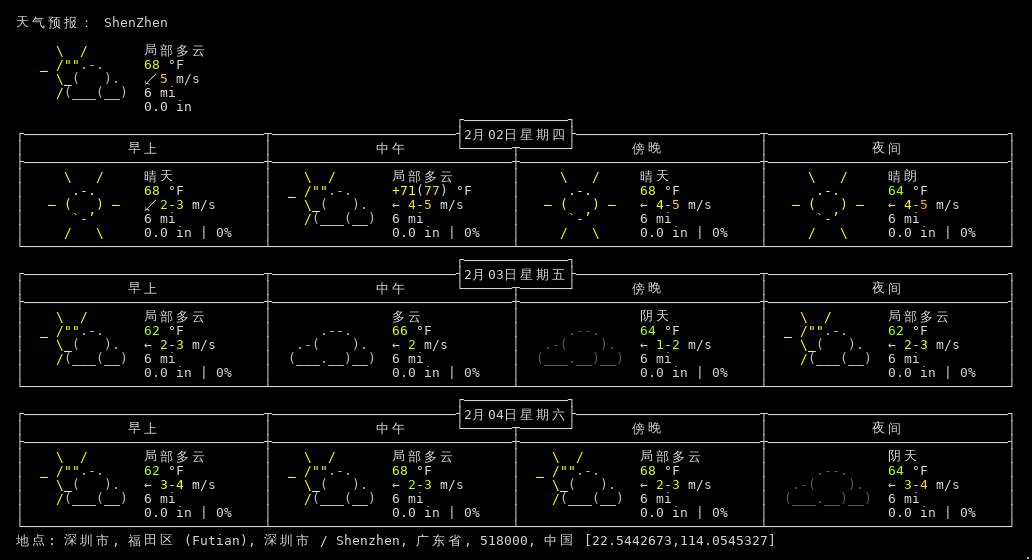 天气预报： ShenZhen
局部多云
68 °F
↙ 5 m/s
6 mi
0.0 in
2月02日星期四
早上 中午 傍晚 夜间
晴天 局部多云 晴天 晴朗
68 °F +71(77) °F 68 °F 64 °F
↙ 2-3 m/s ← 4-5 m/s ← 4-5 m/s ← 4-5 m/s
6 mi 6 mi 6 mi 6 mi
0.0 in | 0% 0.0 in | 0% 0.0 in | 0% 0.0 in | 0%
2月03日星期五
早上 中午 傍晚 夜间
局部多云 多云 阴天 局部多云
62 °F 66 °F 64 °F 62 °F
← 2-3 m/s ← 2 m/s ← 1-2 m/s ← 2-3 m/s
6 mi 6 mi 6 mi 6 mi
0.0 in | 0% 0.0 in | 0% 0.0 in | 0% 0.0 in | 0%
2月04日星期六
早上 中午 傍晚 夜间
局部多云 局部多云 局部多云 阴天
62 °F 68 °F 68 °F 64 °F
← 3-4 m/s ← 2-3 m/s ← 2-3 m/s ← 3-4 m/s
6 mi 6 mi 6 mi 6 mi
0.0 in | 0% 0.0 in | 0% 0.0 in | 0% 0.0 in | 0%
地点: 深圳市, 福田区 (Futian), 深圳市 / Shenzhen, 广东省, 518000, 中国 [22.5442673,114.0545327]